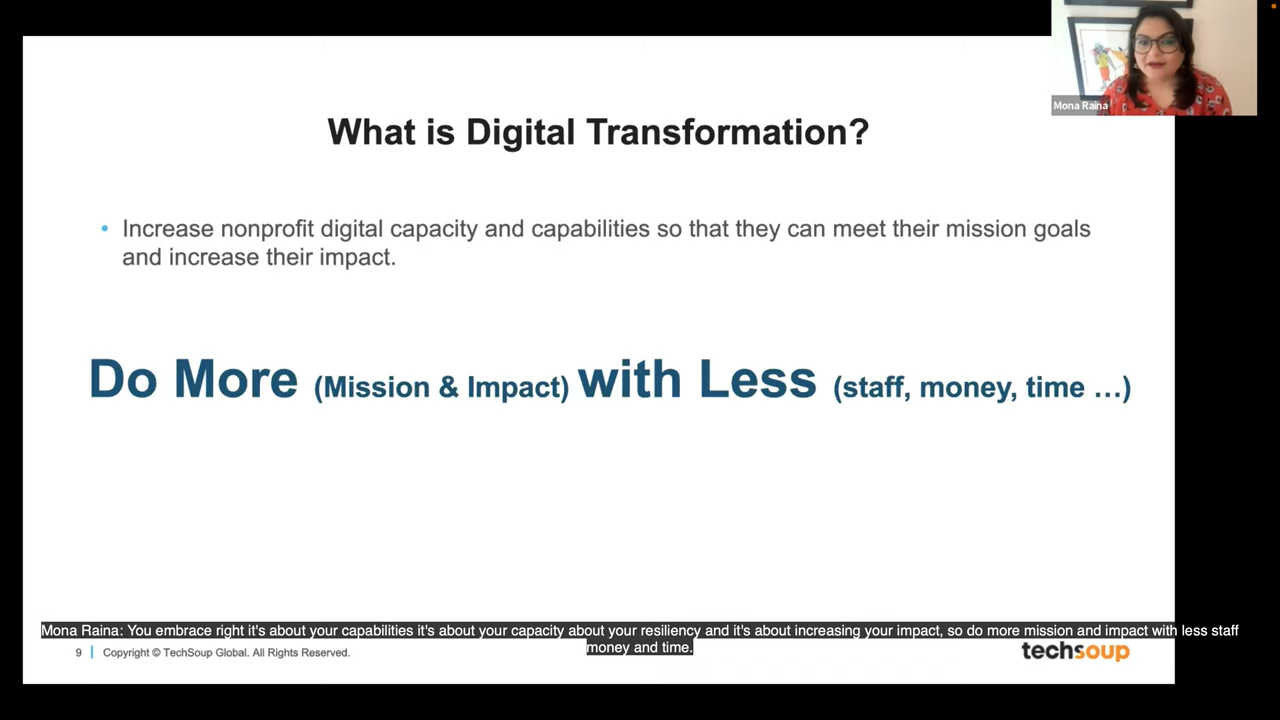 Mona Raina
What is Digital Transformation?
• Increase nonprofit digital capacity and capabilities so that they can meet their mission goals
and increase their impact.
Do More (Mission & Impact) with Less (staff, money, time ...)
Mona Raina: You embrace right it's about your capabilities it's about your capacity about your resiliency and it's about increasing your impact, so do more mission and impact with less staff
money and time.
9 | Copyright © TechSoup Global. All Rights Reserved.
techsoup